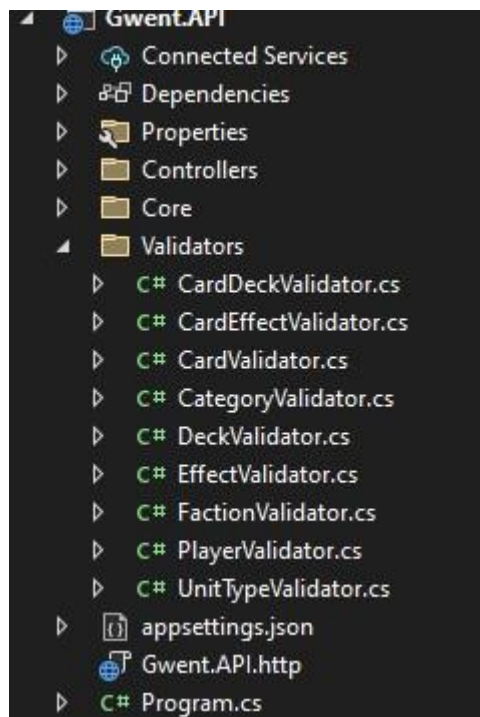 Gwent.API
Connected Services
Dependencies
Properties
Controllers
Core
Validators
C# CardDeckValidator.cs
C# CardEffectValidator.cs
C# CardValidator.cs
C# CategoryValidator.cs
C# DeckValidator.cs
C# EffectValidator.cs
C# FactionValidator.cs
C# PlayerValidator.cs
C# UnitTypeValidator.cs
appsettings.json
Gwent.API.http
C# Program.cs